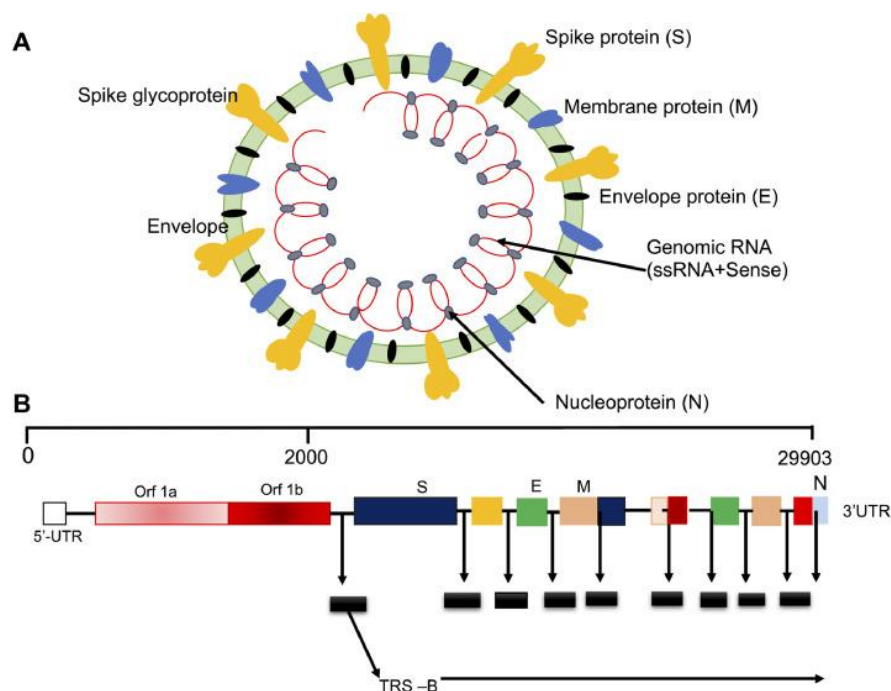 A
Spike protein (S)
Spike glycoprotein
Membrane protein (M)
Envelope protein (E)
Envelope
Genomic RNA
(ssRNA+Sense)
Nucleoprotein (N)
B
0
2000
29903
Orf 1a
Orf 1b
S
E
M
N
5'-UTR
3'UTR
TRS –B